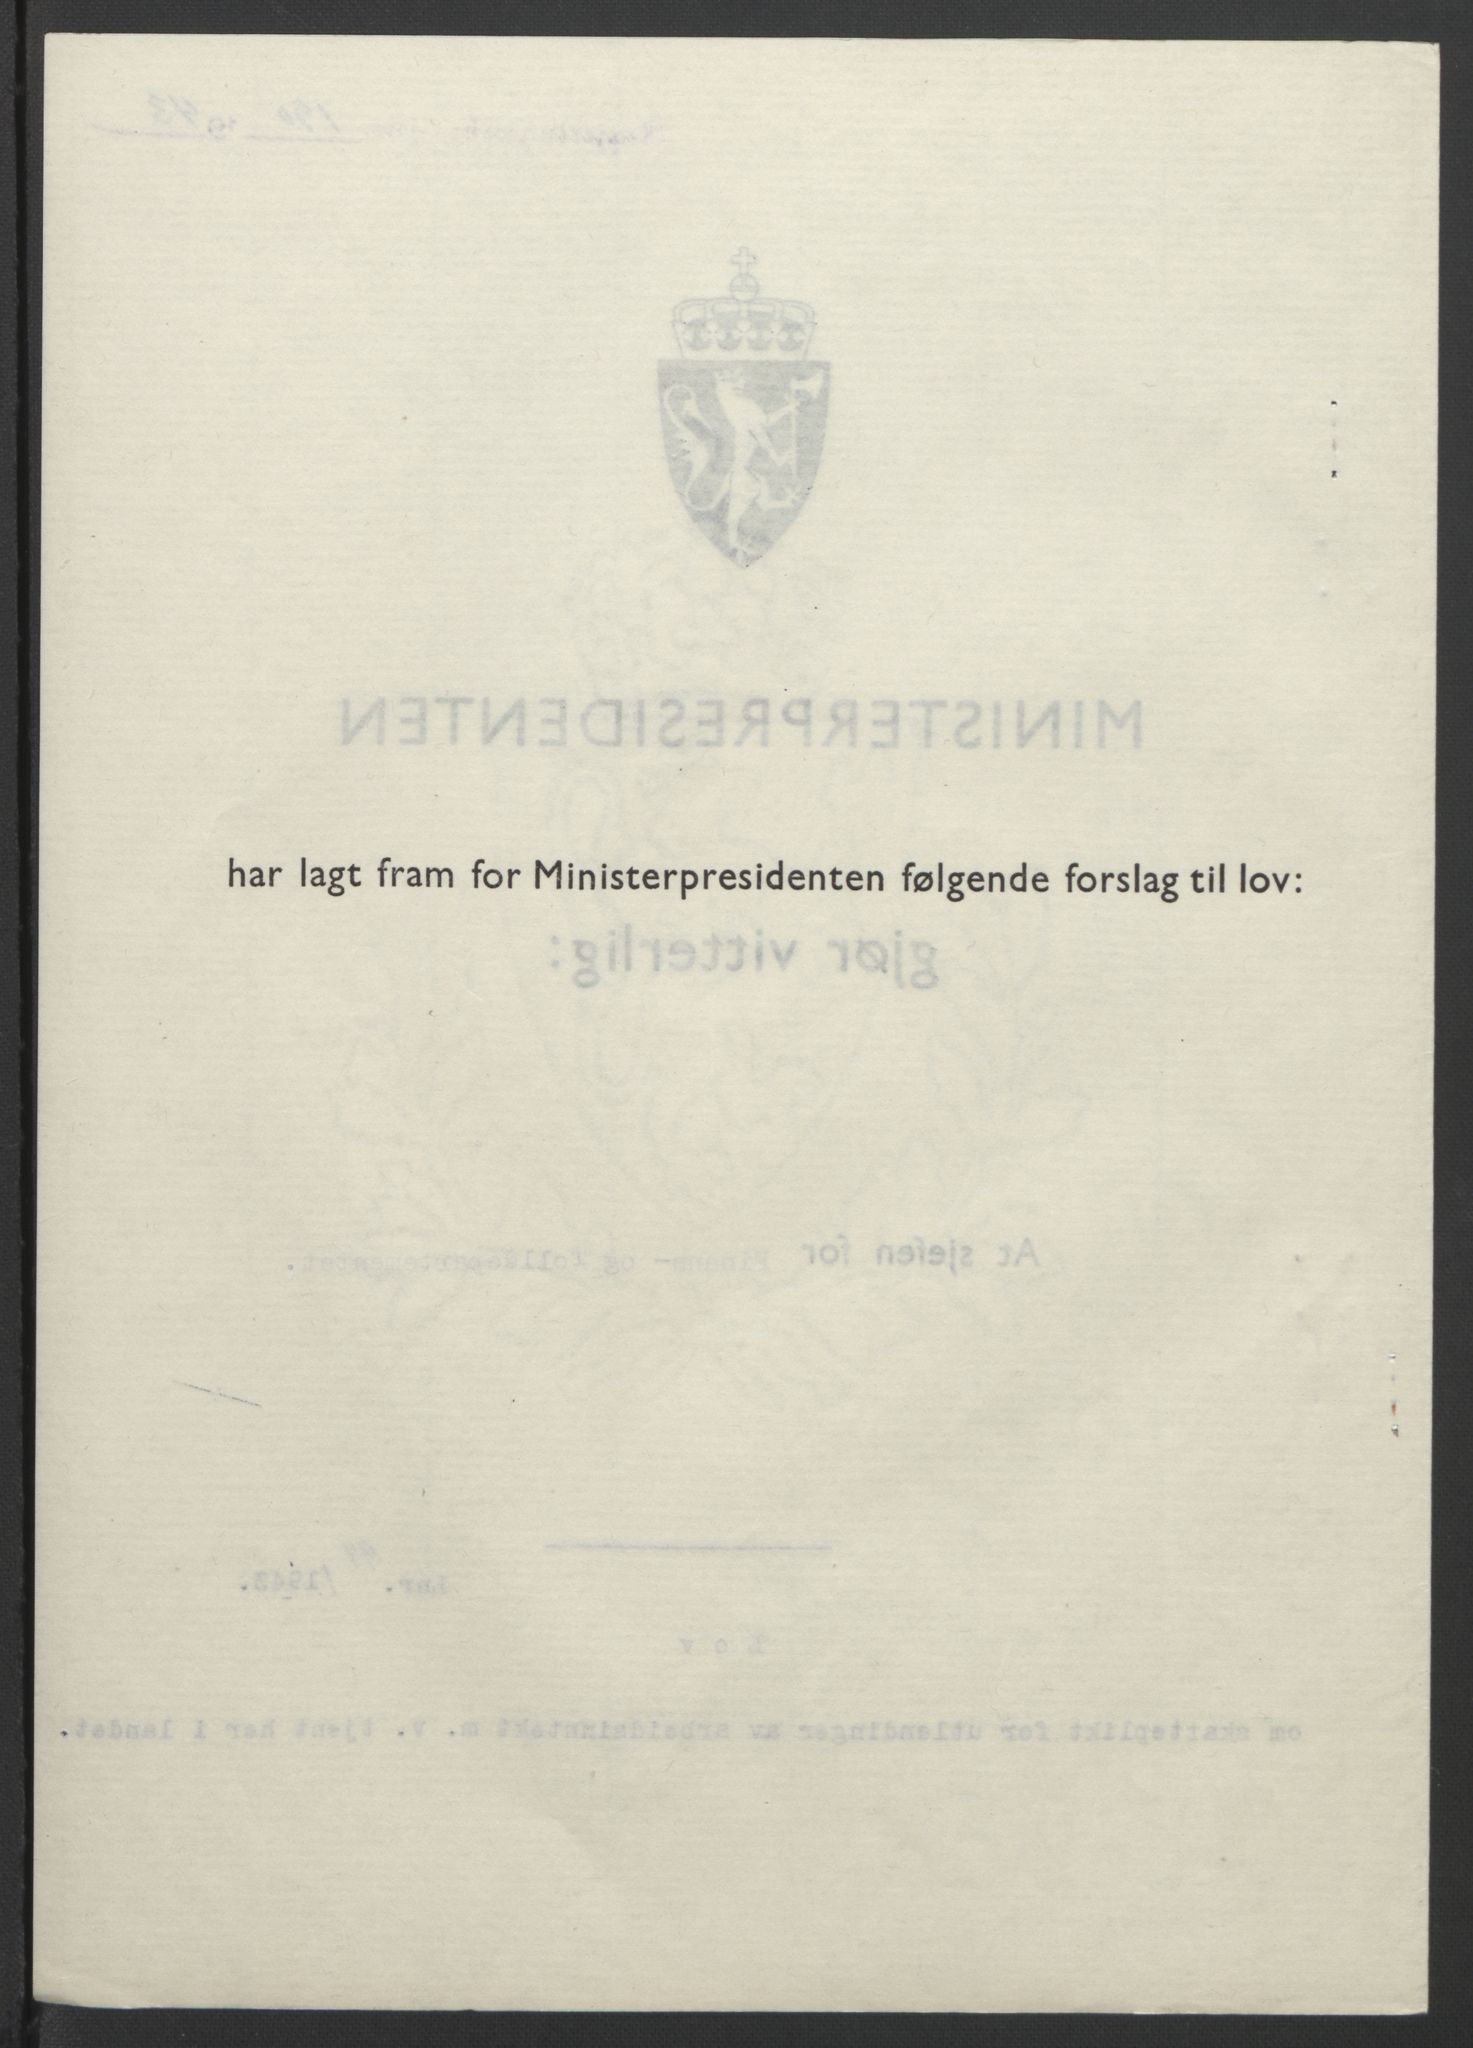 MINISTERPRESIDENTEN
har lagt fram for Ministerpresidenten følgende forslag til lov:
gjør vitterlig:
At sjefen for Finans- og Tolldepartementet.
Lnr. /1943.
Lov
om skatteplikt for utlendinger av arbeidsinntekt m. v. tjent her i landet.